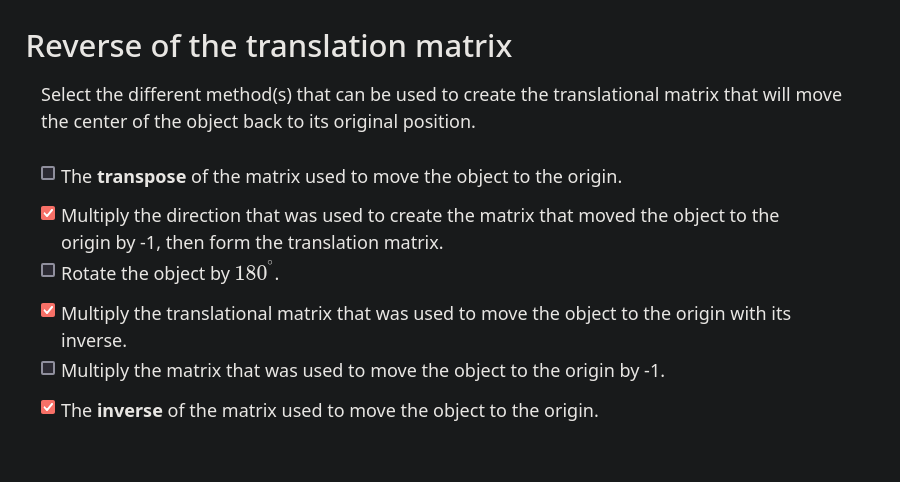 Reverse of the translation matrix
Select the different method(s) that can be used to create the translational matrix that will move
the center of the object back to its original position.
The transpose of the matrix used to move the object to the origin.
Multiply the direction that was used to create the matrix that moved the object to the
origin by -1, then form the translation matrix.
Rotate the object by 180°.
Multiply the translational matrix that was used to move the object to the origin with its
inverse.
Multiply the matrix that was used to move the object to the origin by -1.
The inverse of the matrix used to move the object to the origin.